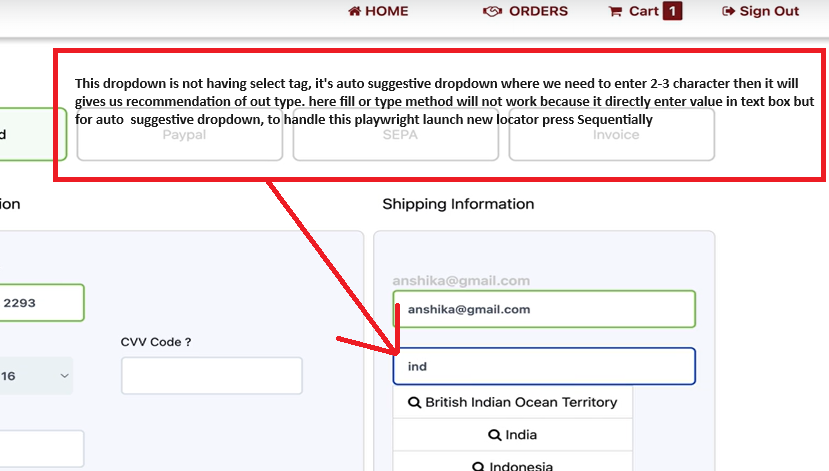 HOME ORDERS Cart 1 Sign Out
This dropdown is not having select tag, it's auto suggestive dropdown where we need to enter 2-3 character then it will
gives us recommendation of out type. here fill or type method will not work because it directly enter value in text box but
for auto suggestive dropdown, to handle this playwright launch new locator press Sequentially
d Paypal SEPA Invoice
ion Shipping Information
anshika@gmail.com
2293 anshika@gmail.com
CVV Code ?
16 ind
British Indian Ocean Territory
India
Indonesia